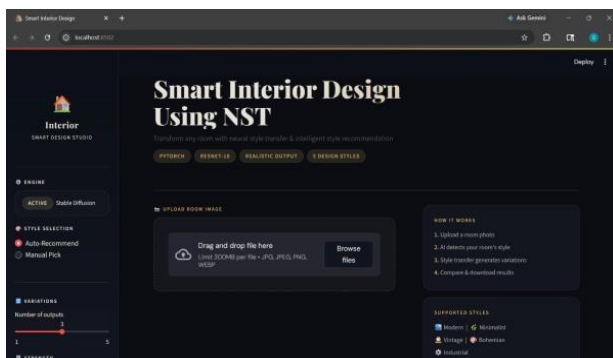 Smart Interior Design
Ask Gemini
localhost:8502
Deploy
Interior
SMART DESIGN STUDIO
ENGINE
ACTIVE Stable Diffusion
STYLE SELECTION
Auto-Recommend
Manual Pick
VARIATIONS
Number of outputs
3
1 5
STRENGTH
Smart Interior Design
Using NST
Transform any room with neural style transfer & intelligent style recommendation
PYTORCH RESNET-18 REALISTIC OUTPUT 5 DESIGN STYLES
UPLOAD ROOM IMAGE
Drag and drop file here
Limit 200MB per file • JPG, JPEG, PNG,
WEBP
Browse
files
HOW IT WORKS
1. Upload a room photo
2. AI detects your room's style
3. Style transfer generates variations
4. Compare & download results
SUPPORTED STYLES
Modern | Minimalist
Vintage | Bohemian
Industrial